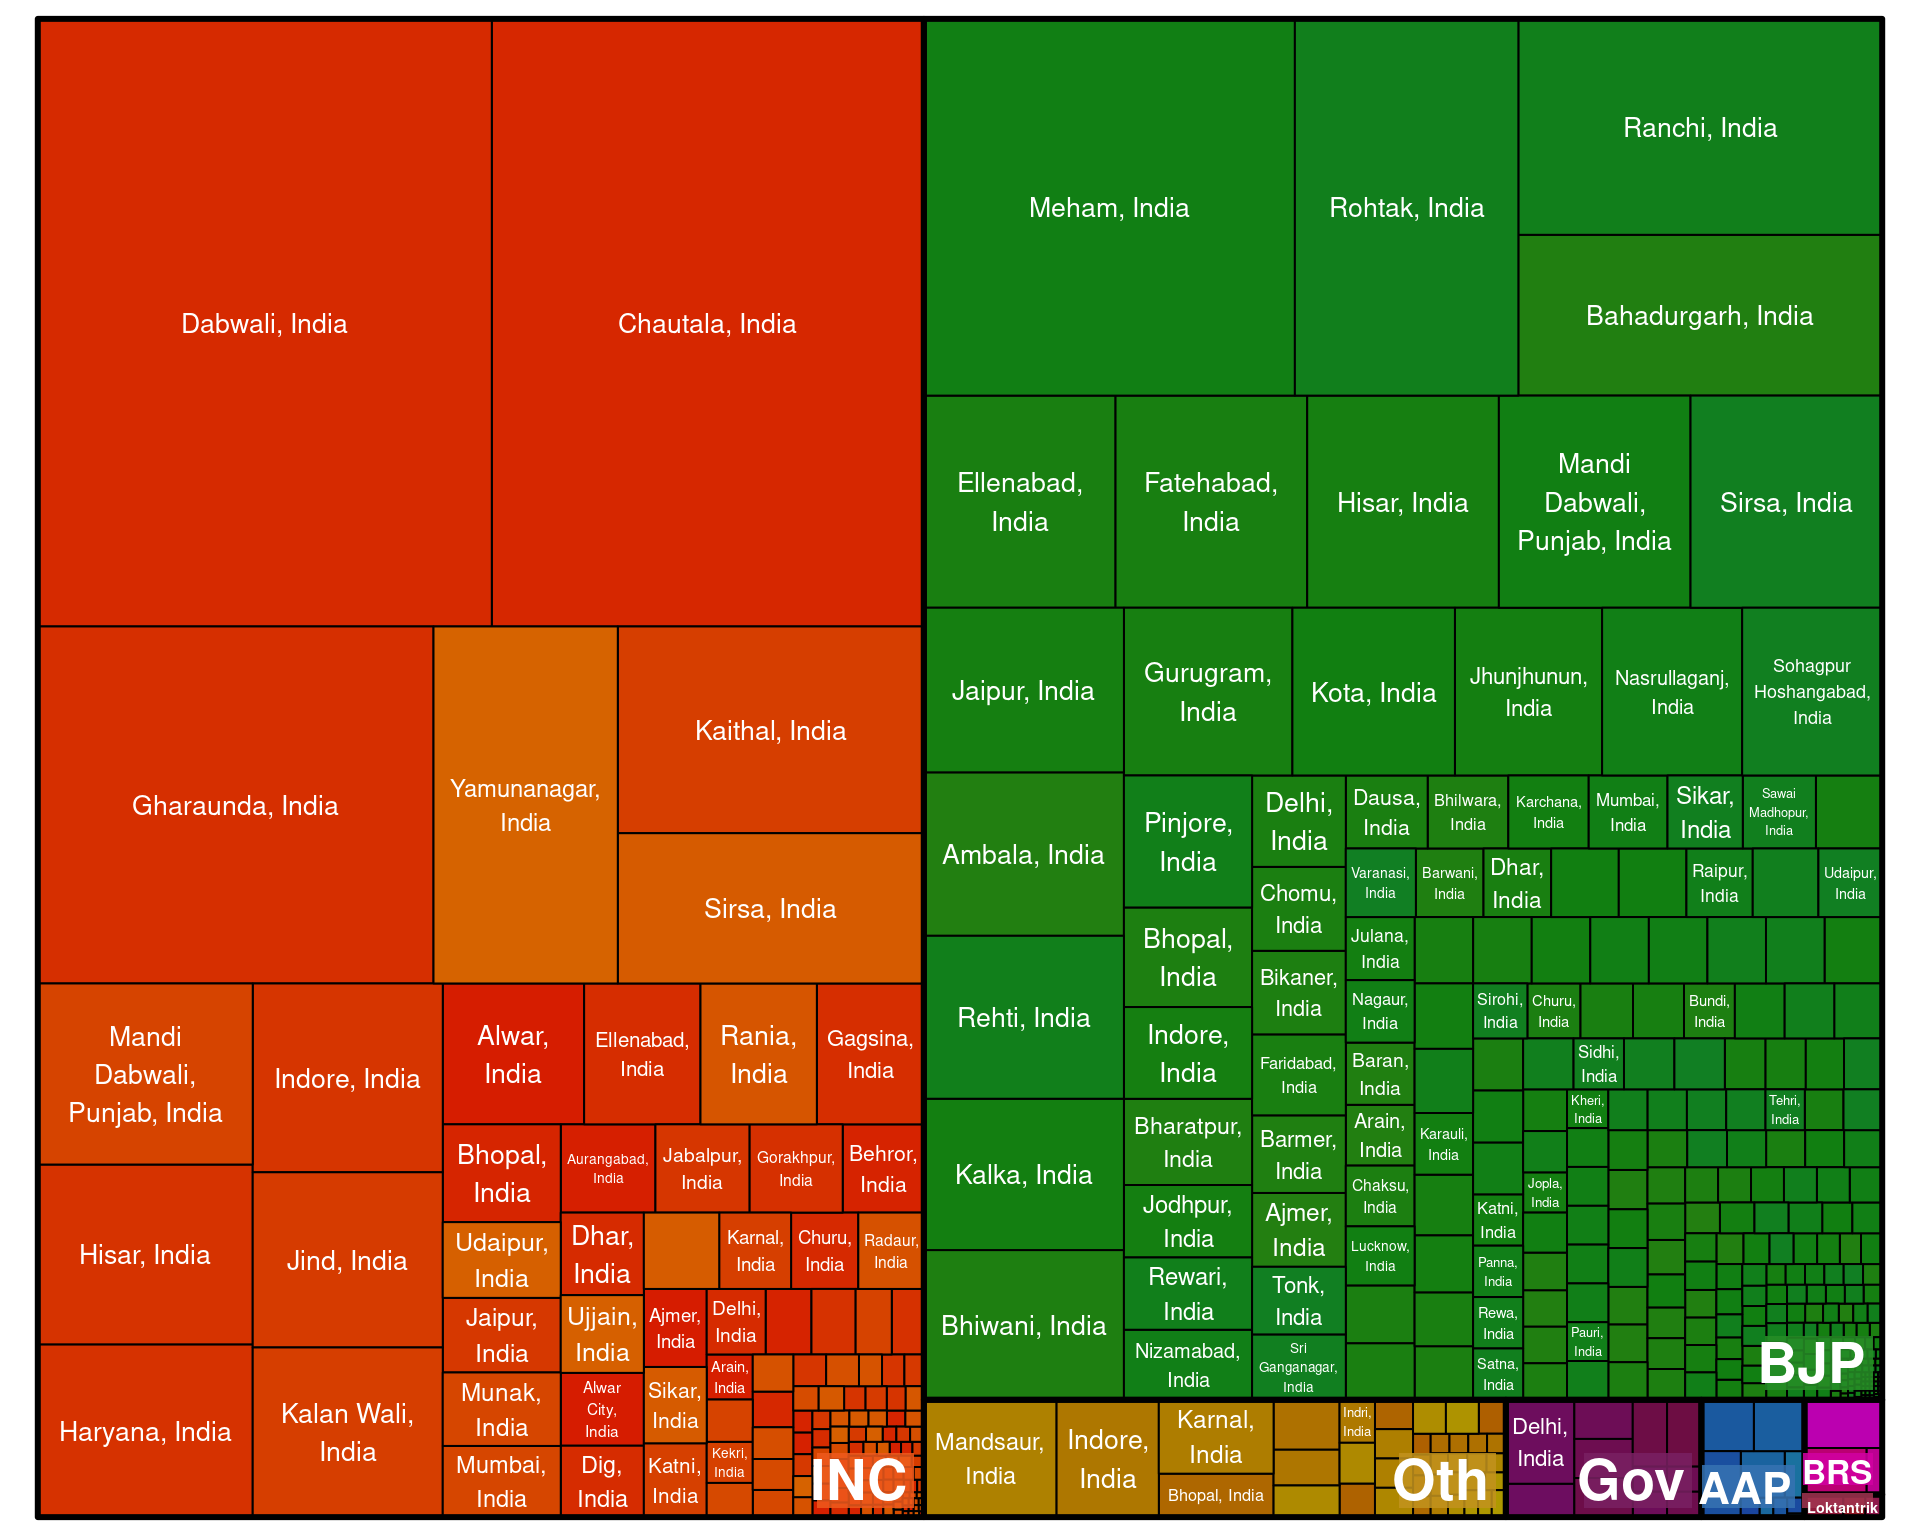 Dabwali, India
Chautala, India
Gharaunda, India
Yamunanagar,
India
Kaithal, India
Sirsa, India
Mandi
Dabwali,
Punjab, India
Indore, India
Hisar, India
Jind, India
Haryana, India
Kalan Wali,
India
Alwar,
India
Ellenabad,
India
Rania,
India
Gagsina,
India
Bhopal,
India
Aurangabad,
India
Jabalpur,
India
Gorakhpur,
India
Behror,
India
Udaipur,
India
Dhar,
India
Karnal,
India
Churu,
India
Radaur,
India
Jaipur,
India
Ujjain,
India
Ajmer,
India
Delhi,
India
Munak,
India
Alwar
City,
India
Sikar,
India
Arain,
India
Mumbai,
India
Dig,
India
Katni,
India
Kekri,
India
INC
Meham, India
Rohtak, India
Ranchi, India
Bahadurgarh, India
Ellenabad,
India
Fatehabad,
India
Hisar, India
Mandi
Dabwali,
Punjab, India
Sirsa, India
Jaipur, India
Gurugram,
India
Kota, India
Jhunjhunun,
India
Nasrullaganj,
India
Sohagpur
Hoshangabad,
India
Ambala, India
Rehti, India
Kalka, India
Bhiwani, India
Pinjore,
India
Bhopal,
India
Indore,
India
Bharatpur,
India
Jodhpur,
India
Rewari,
India
Nizamabad,
India
Delhi,
India
Chomu,
India
Bikaner,
India
Faridabad,
India
Barmer,
India
Ajmer,
India
Tonk,
India
Sri
Ganganagar,
India
Dausa,
India
Bhilwara,
India
Karchana,
India
Mumbai,
India
Sikar,
India
Sawai
Madhopur,
India
Varanasi,
India
Barwani,
India
Dhar,
India
Raipur,
India
Udaipur,
India
Julana,
India
Nagaur,
India
Baran,
India
Arain,
India
Chaksu,
India
Lucknow,
India
Karauli,
India
Sirohi,
India
Churu,
India
Bundi,
India
Sidhi,
India
Kheri,
India
Tehri,
India
Jopla,
India
Katni,
India
Panna,
India
Rewa,
India
Pauri,
India
Satna,
India
BJP
Mandsaur,
India
Indore,
India
Karnal,
India
Bhopal, India
Indri,
India
Oth
Delhi,
India
Gov
AAP
BRS
Loktantrik